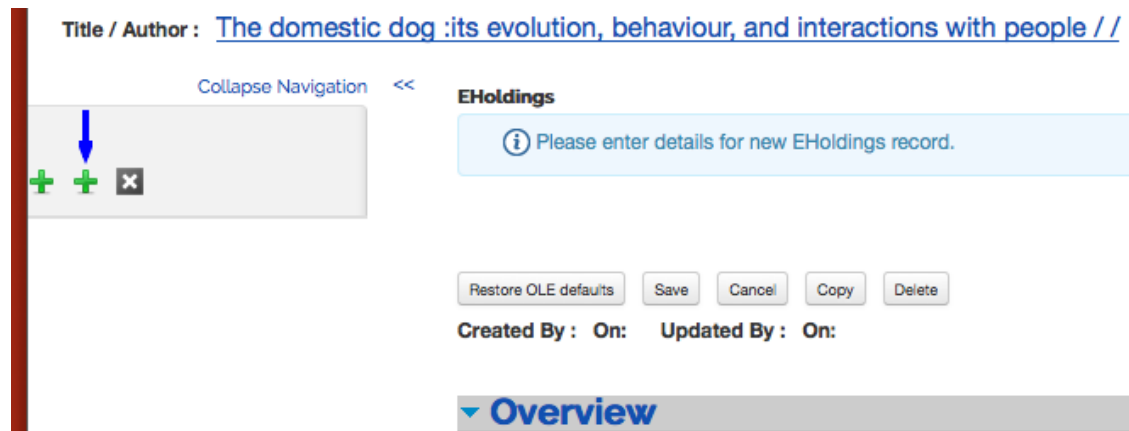 Title / Author : The domestic dog :its evolution, behaviour, and interactions with people / /
Collapse Navigation <<
EHoldings
Please enter details for new EHoldings record.
Restore OLE defaults Save Cancel Copy Delete
Created By : On: Updated By : On:
Overview